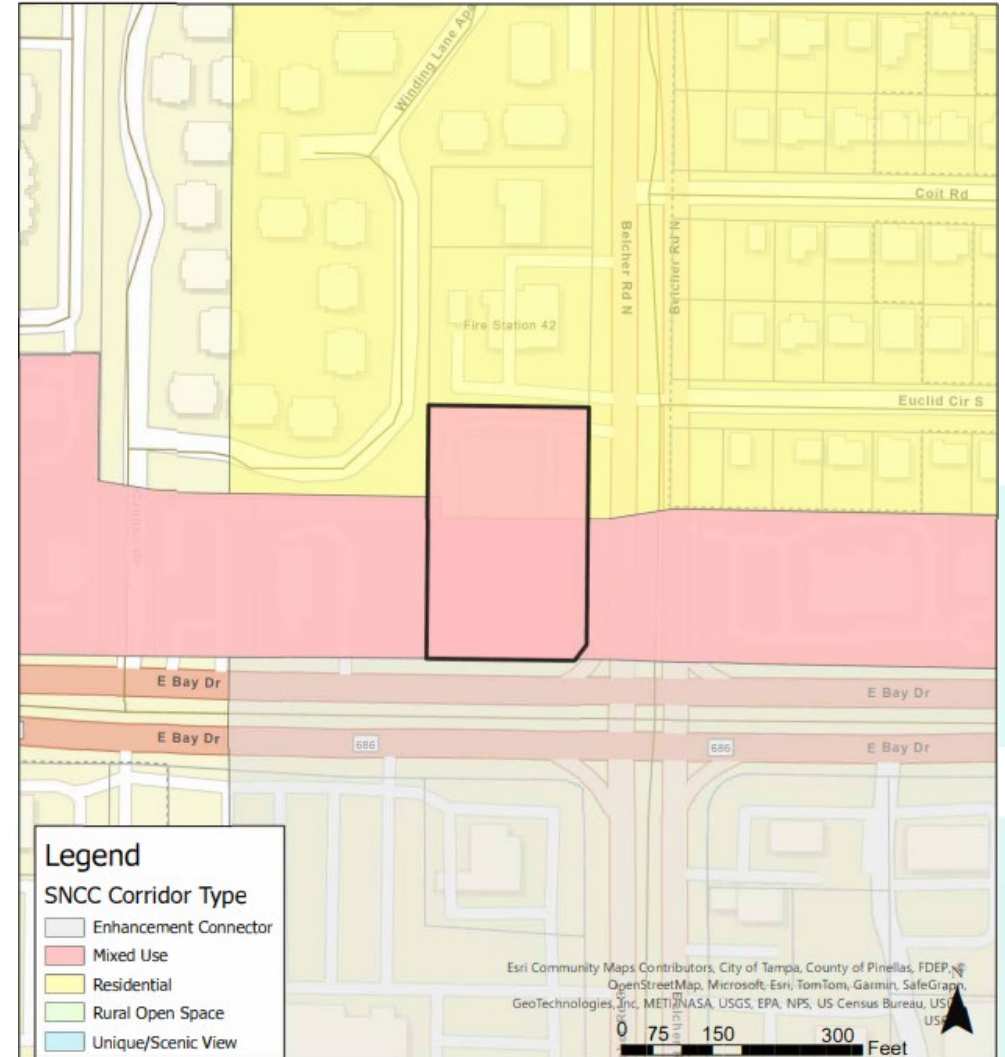 Winding Lane Apa
Coit Rd
Belcher Rd N
Belcher Rd N
Fire Station 42
Euclid Cir S
E Bay Dr
E Bay Dr
E Bay Dr
686
686
E Bay Dr
Legend
SNCC Corridor Type
Enhancement Connector
Mixed Use
Residential
Rural Open Space
Unique/Scenic View
Esri Community Maps Contributors, City of Tampa, County of Pinellas, FDEP, ©
OpenStreetMap, Microsoft, Esri, TomTom, Garmin, SafeGraph,
GeoTechnologies, Inc, METI/NASA, USGS, EPA, NPS, US Census Bureau,
N
0 75 150 300
Feet